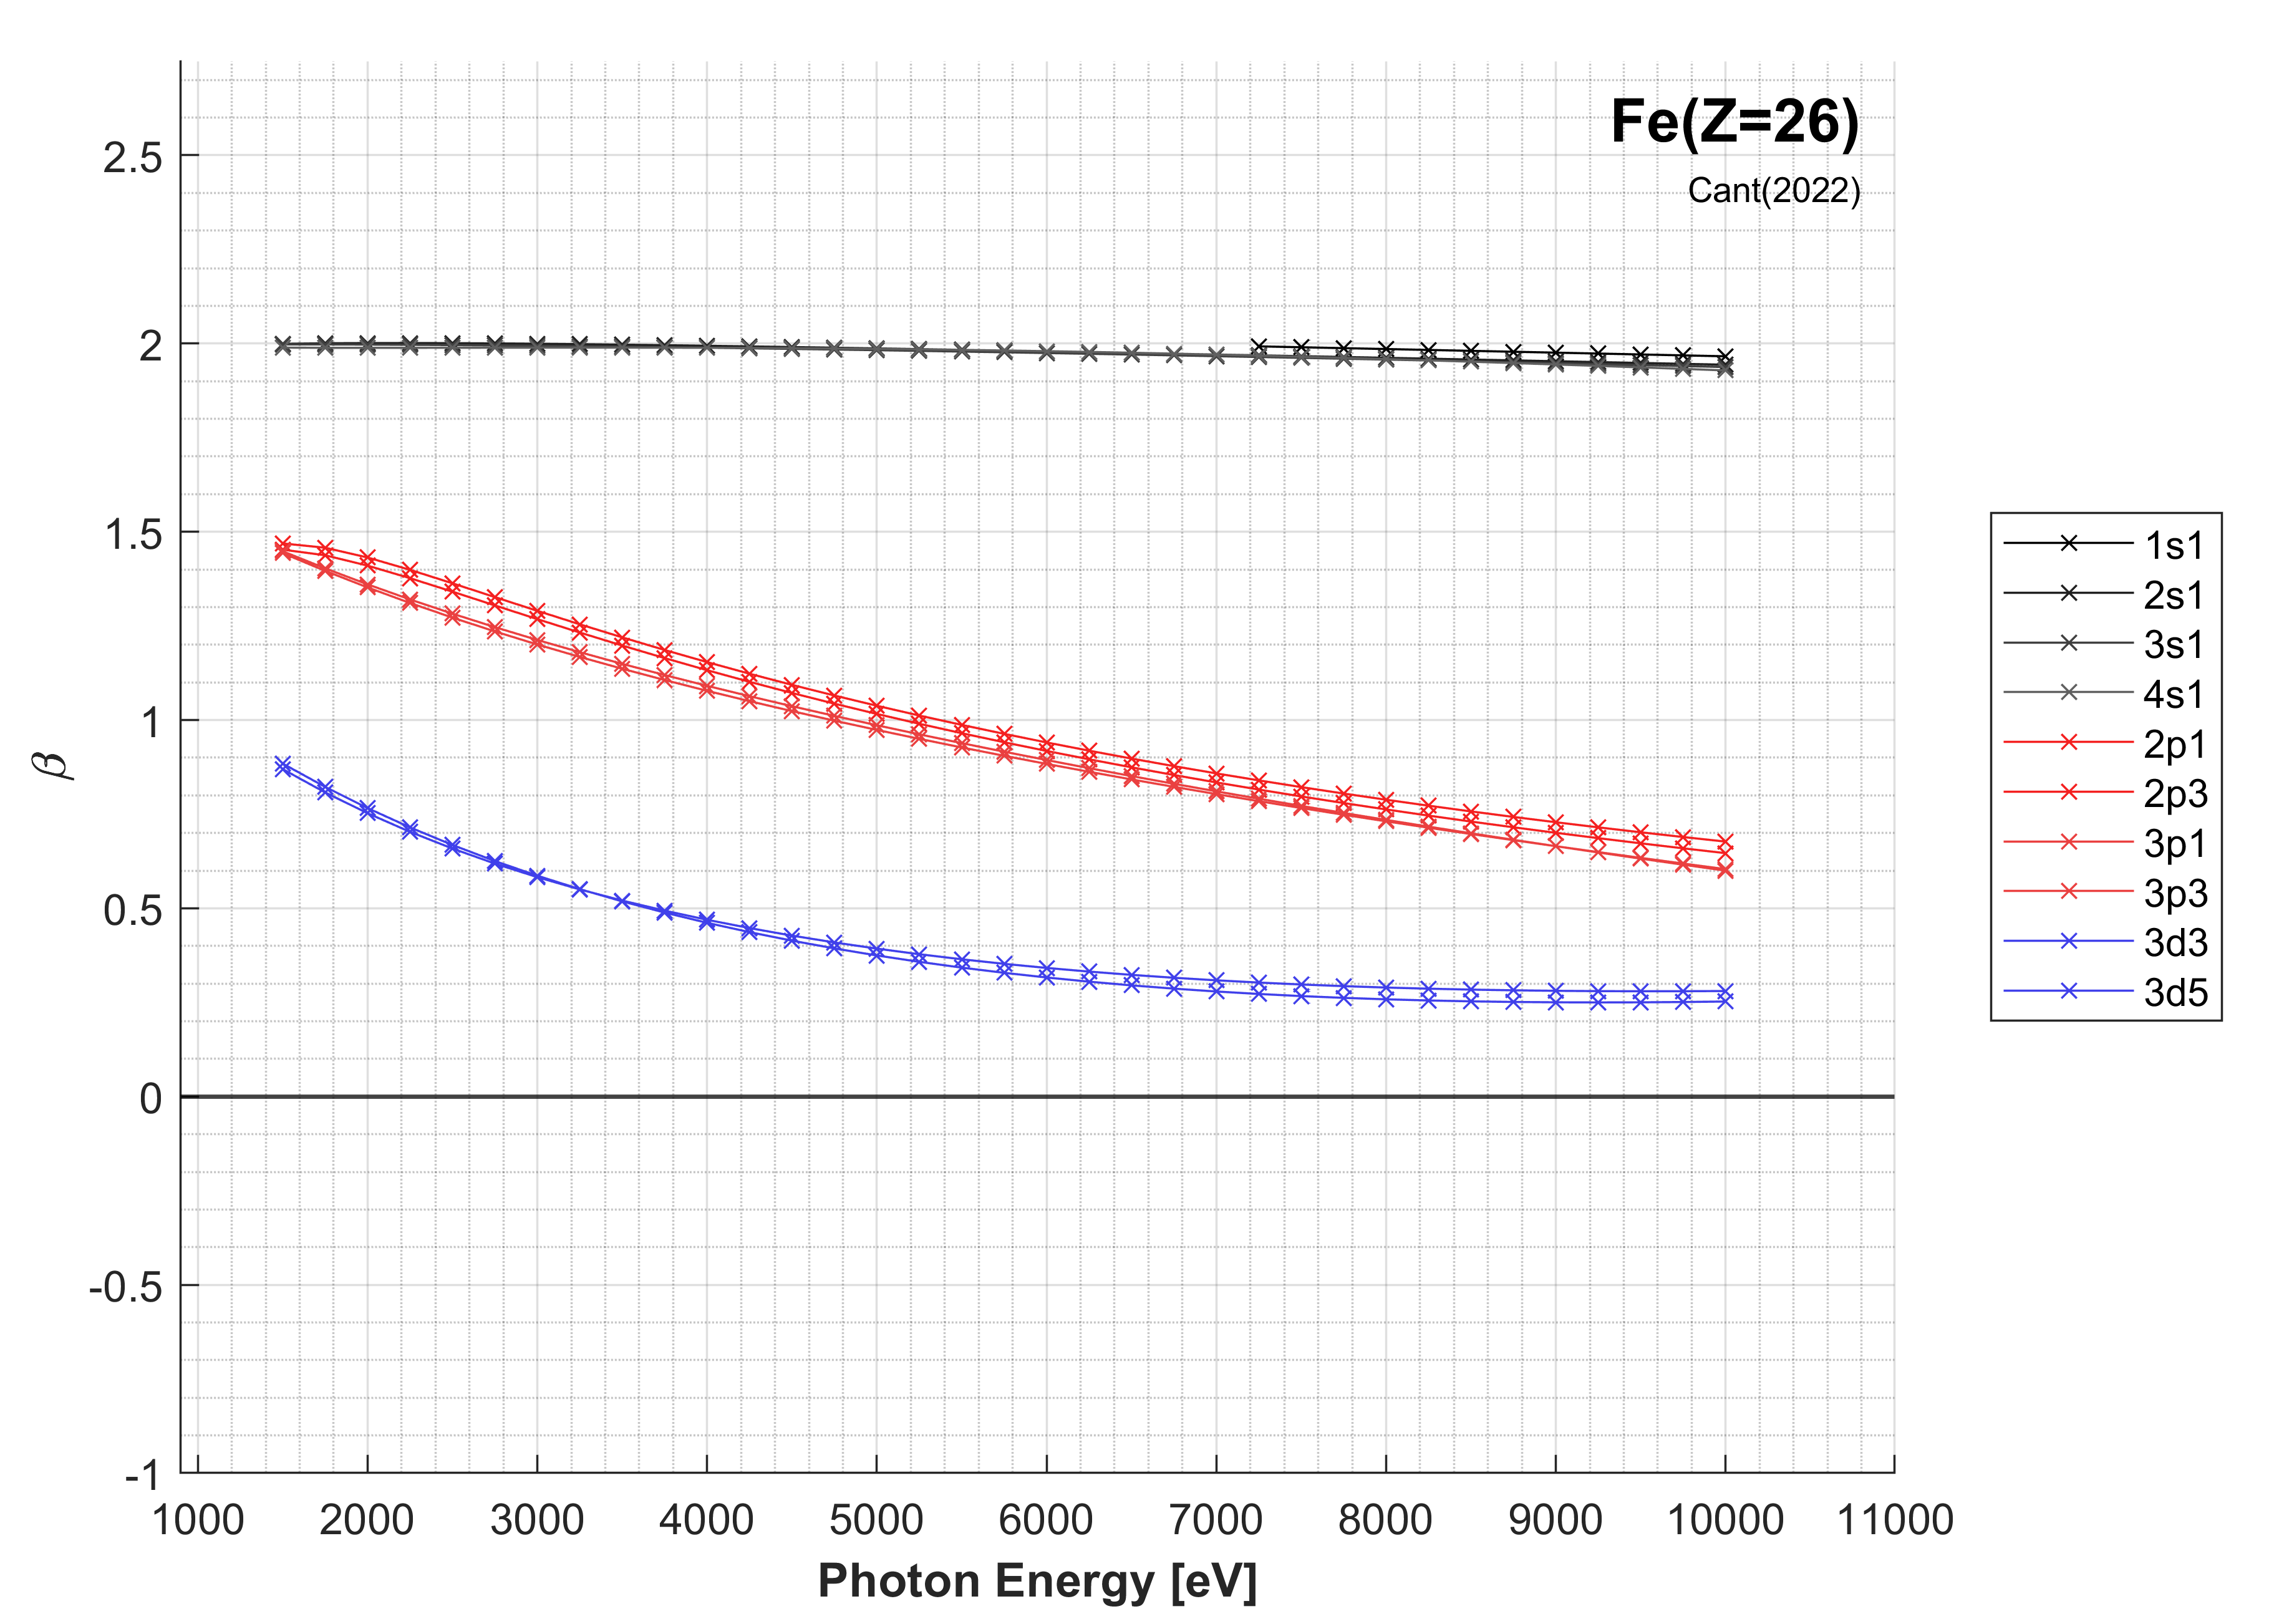 Fe(Z=26)
Cant(2022)
2.5
2
1.5
1
0.5
0
-0.5
-1
β
1000 2000 3000 4000 5000 6000 7000 8000 9000 10000 11000
Photon Energy [eV]
1s1
2s1
3s1
4s1
2p1
2p3
3p1
3p3
3d3
3d5